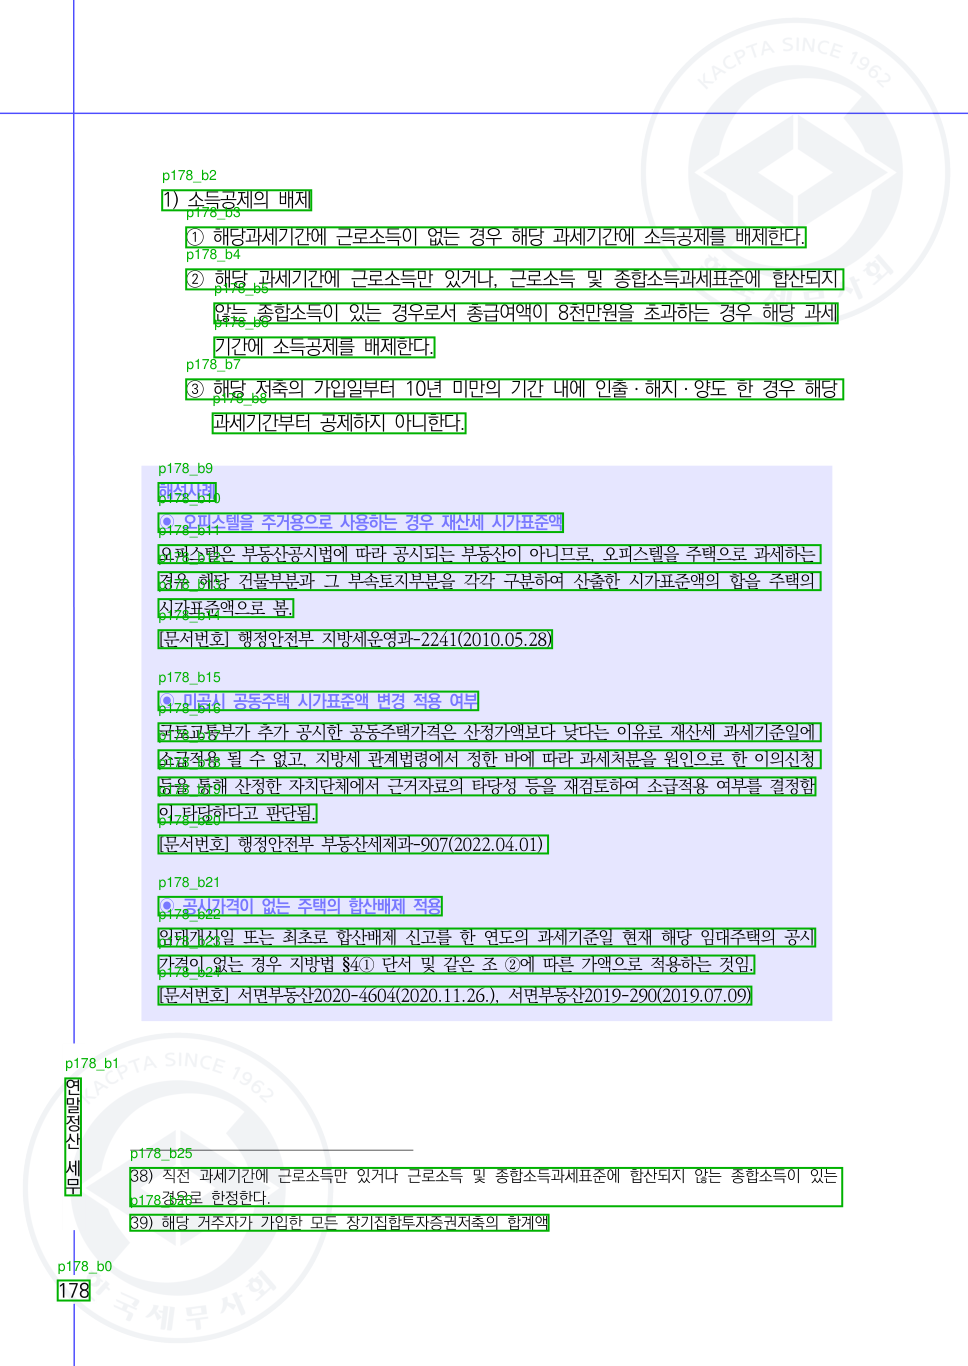 KACPTA SINCE 1962
p178_b2
1) 소득공제의 배제
p178_b3
① 해당과세기간에 근로소득이 없는 경우 해당 과세기간에 소득공제를 배제한다.
p178_b4
② 해당 과세기간에 근로소득만 있거나, 근로소득 및 종합소득과세표준에 합산되지
p178_b5
않는 종합소득이 있는 경우로서 총급여액이 8천만원을 초과하는 경우 해당 과세
p178_b6
기간에 소득공제를 배제한다.
p178_b7
③ 해당 저축의 가입일부터 10년 미만의 기간 내에 인출·해지·양도 한 경우 해당
p178_b8
과세기간부터 공제하지 아니한다.
p178_b9
해석사례
p178_b10
◉ 오피스텔을 주거용으로 사용하는 경우 재산세 시가표준액
p178_b11
오피스텔은 부동산공시법에 따라 공시되는 부동산이 아니므로, 오피스텔을 주택으로 과세하는
p178_b12
경우 해당 건물부분과 그 부속토지부분을 각각 구분하여 산출한 시가표준액의 합을 주택의
p178_b13
시가표준액으로 봄.
p178_b14
[문서번호] 행정안전부 지방세운영과-2241(2010.05.28)
p178_b15
◉ 미공시 공동주택 시가표준액 변경 적용 여부
p178_b16
국토교통부가 추가 공시한 공동주택가격은 산정가액보다 낮다는 이유로 재산세 과세기준일에
p178_b17
소급적용 될 수 없고, 지방세 관계법령에서 정한 바에 따라 과세처분을 원인으로 한 이의신청
p178_b18
등을 통해 산정한 자치단체에서 근거자료의 타당성 등을 재검토하여 소급적용 여부를 결정함
p178_b19
이 타당하다고 판단됨.
p178_b20
[문서번호] 행정안전부 부동산세제과-907(2022.04.01)
p178_b21
◉ 공시가격이 없는 주택의 합산배제 적용
p178_b22
임대개시일 또는 최초로 합산배제 신고를 한 연도의 과세기준일 현재 해당 임대주택의 공시
p178_b23
가격이 없는 경우 지방법 §4① 단서 및 같은 조 ②에 따른 가액으로 적용하는 것임.
p178_b24
[문서번호] 서면부동산2020-4604(2020.11.26.), 서면부동산2019-290(2019.07.09)
p178_b1
연말정산 세무
KACPTA SINCE 1962
p178_b25
38) 직전 과세기간에 근로소득만 있거나 근로소득 및 종합소득과세표준에 합산되지 않는 종합소득이 있는
경우로 한정한다.
p178_b26
39) 해당 거주자가 가입한 모든 장기집합투자증권저축의 합계액
p178_b0
178
한국세무사회